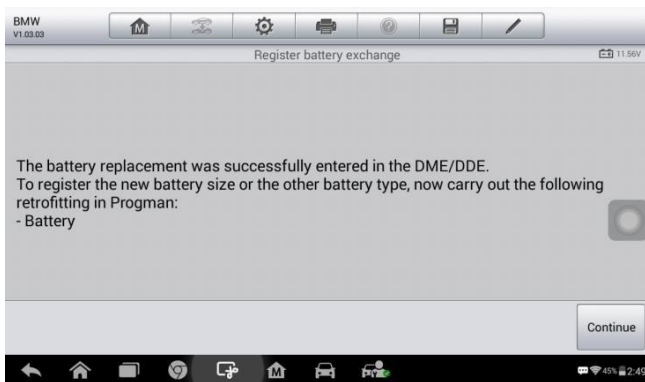 BMW
V1.03.03
M
Register battery exchange
11.56V
The battery replacement was successfully entered in the DME/DDE.
To register the new battery size or the other battery type, now carry out the following
retrofitting in Progman:
- Battery
Continue
M
45% 2:49